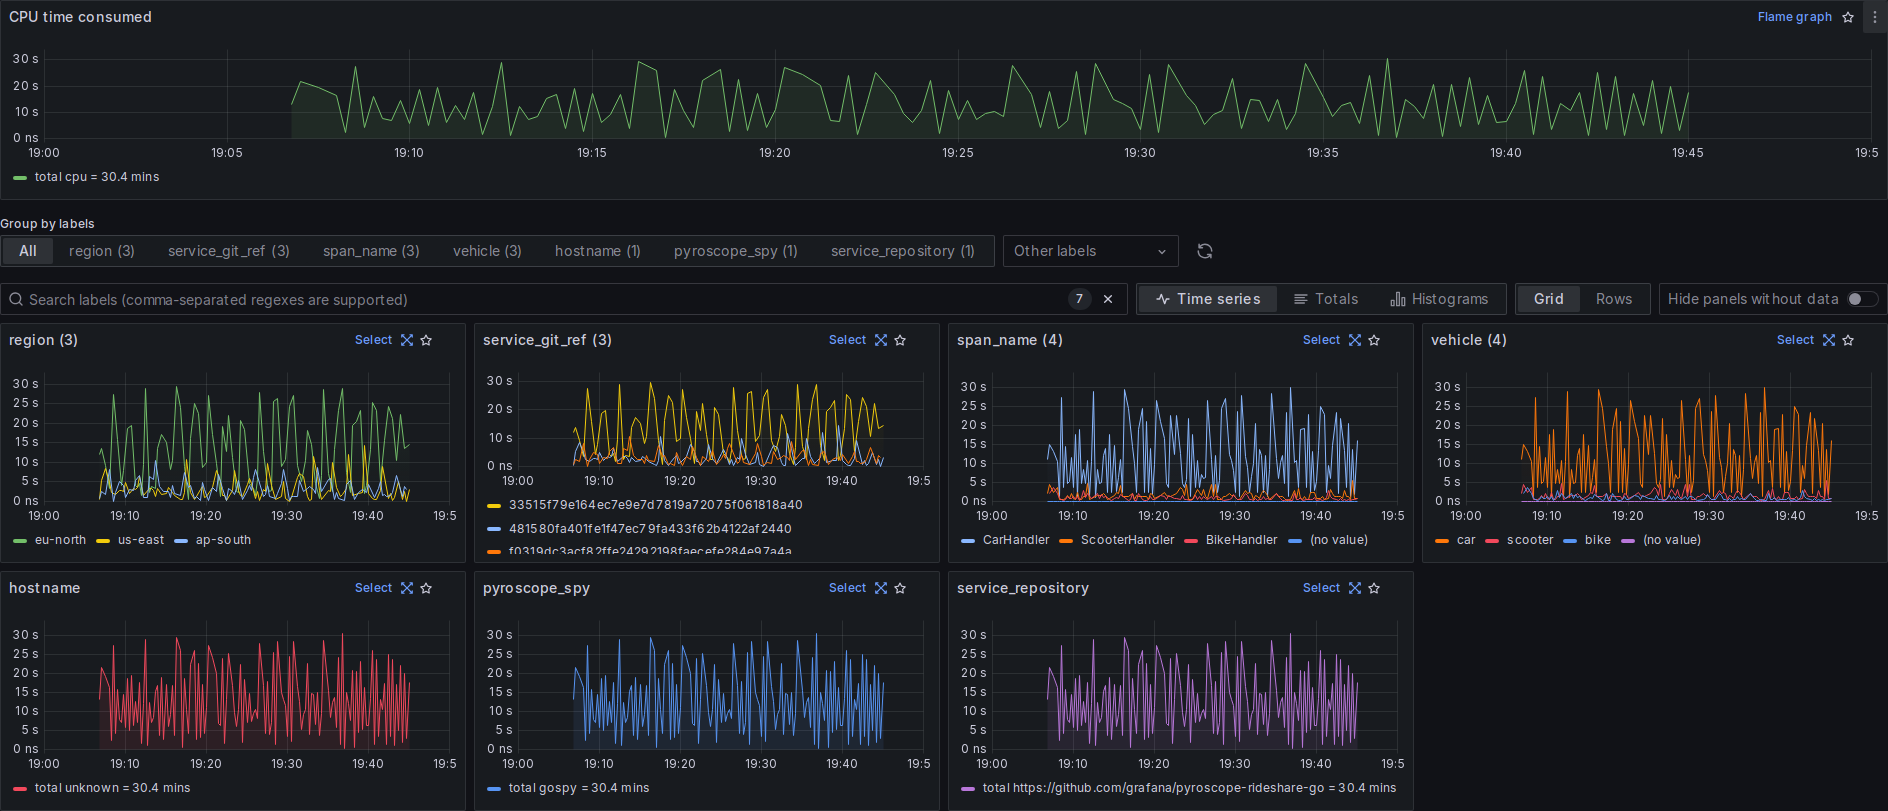 CPU time consumed
Flame graph
30 s
20 s
10 s
0 ns
19:00 19:05 19:10 19:15 19:20 19:25 19:30 19:35 19:40 19:45 19:5
total cpu = 30.4 mins
Group by labels
All region (3) service_git_ref (3) span_name (3) vehicle (3) hostname (1) pyroscope_spy (1) service_repository (1) Other labels
Search labels (comma-separated regexes are supported) 7 Time series Totals Histograms Grid Rows Hide panels without data
region (3) Select
30 s
25 s
20 s
15 s
10 s
5 s
0 ns
19:00 19:10 19:20 19:30 19:40 19:5
eu-north us-east ap-south
service_git_ref (3) Select
30 s
20 s
10 s
0 ns
19:00 19:10 19:20 19:30 19:40 19:5
33515f79e164ec7e9e7d7819a72075f061818a40
481580fa401fe1f47ec79fa433f62b4122af2440
f0319dc3acf82ffe24292198faecefe284e97a4a
span_name (4) Select
30 s
25 s
20 s
15 s
10 s
5 s
0 ns
19:00 19:10 19:20 19:30 19:40 19:5
CarHandler ScooterHandler BikeHandler (no value)
vehicle (4) Select
30 s
25 s
20 s
15 s
10 s
5 s
0 ns
19:00 19:10 19:20 19:30 19:40 19:5
car scooter bike (no value)
hostname Select
30 s
25 s
20 s
15 s
10 s
5 s
0 ns
19:00 19:10 19:20 19:30 19:40 19:5
total unknown = 30.4 mins
pyroscope_spy Select
30 s
25 s
20 s
15 s
10 s
5 s
0 ns
19:00 19:10 19:20 19:30 19:40 19:5
total gospy = 30.4 mins
service_repository Select
30 s
25 s
20 s
15 s
10 s
5 s
0 ns
19:00 19:10 19:20 19:30 19:40 19:5
total https://github.com/grafana/pyroscope-rideshare-go = 30.4 mins